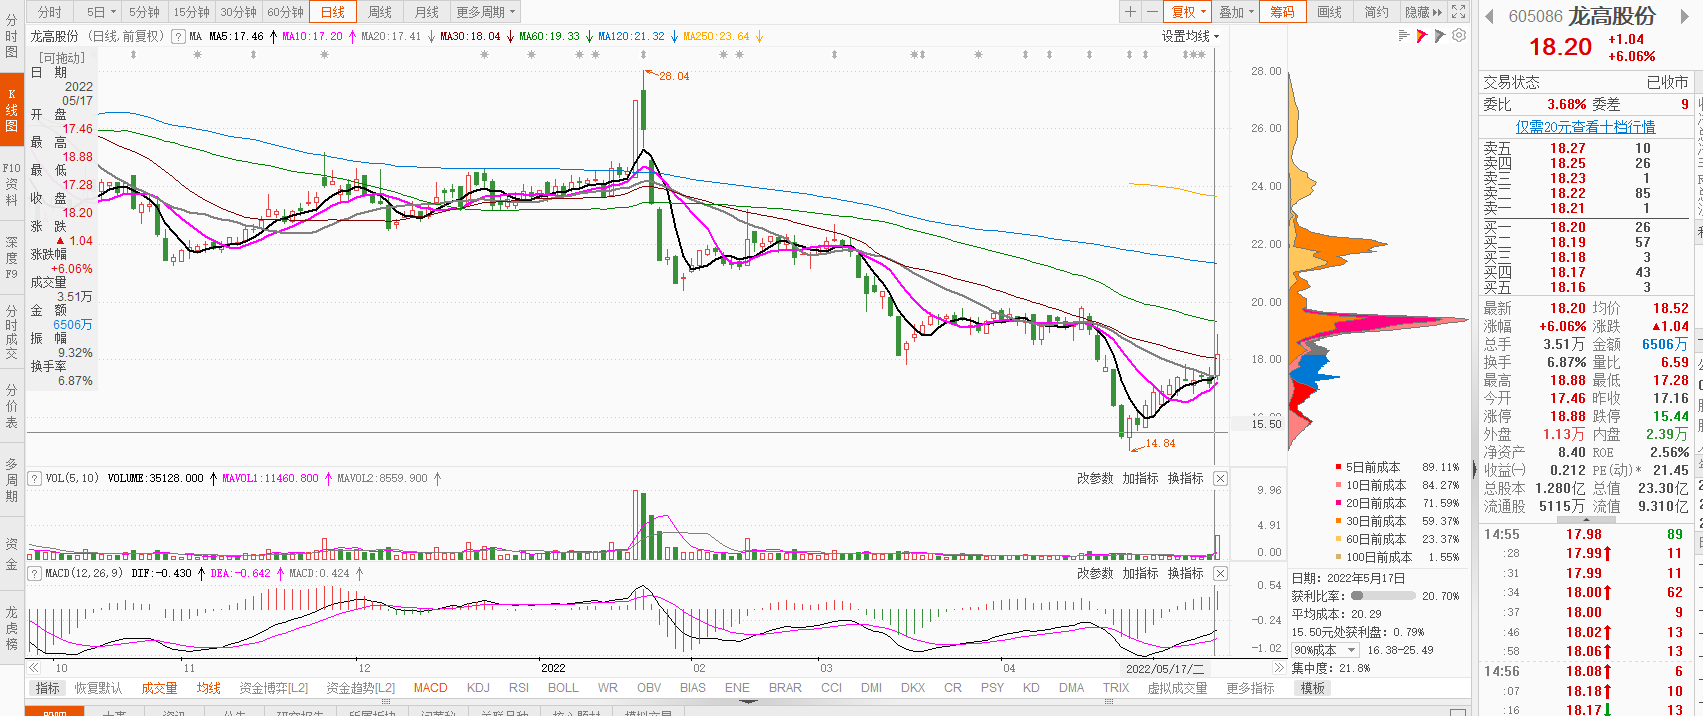 分时 5日 5分钟 15分钟 30分钟 60分钟 日线 周线 月线 更多周期
复权 叠加 筹码 画线 简约 隐藏
龙高股份 (日线,前复权) ? MA MA5:17.46 ↑ MA10:17.20 ↑ MA20:17.41 ↓ MA30:18.04 ↓ MA60:19.33 ↓ MA120:21.32 ↓ MA250:23.64 ↓
设置均线
分时图
K线图
F10资料
深度F9
分时成交
分价表
多周期
资金
龙虎榜
[可拖动]
日 期
2022
05/17
开 盘
17.46
最 高
18.88
最 低
17.28
收 盘
18.20
涨 跌
▲ 1.04
涨跌幅
+6.06%
成交量
3.51万
金 额
6506万
振 幅
9.32%
换手率
6.87%
28.04
14.84
28.00
26.00
24.00
22.00
20.00
18.00
16.00
15.50
? VOL(5,10) VOLUME:35128.000 ↑ MAVOL1:11460.800 ↑ MAVOL2:8559.900 ↑
改参数 加指标 换指标
9.96
4.91
0.00
? MACD(12,26,9) DIF:-0.430 ↑ DEA:-0.642 ↑ MACD:0.424 ↑
改参数 加指标 换指标
0.54
-0.24
-1.02
10 11 12 2022 02 03 04 2022/05/17/二
指标 恢复默认 成交量 均线 资金博弈[L2] 资金趋势[L2] MACD KDJ RSI BOLL WR OBV BIAS ENE BRAR CCI DMI DKX CR PSY KD DMA TRIX 虚拟成交量 更多指标 模板
5日前成本 89.11%
10日前成本 84.27%
20日前成本 71.59%
30日前成本 59.37%
60日前成本 23.37%
100日前成本 1.55%
日期: 2022年5月17日
获利比率: 20.70%
平均成本: 20.29
15.50元处获利盘: 0.79%
90%成本 16.38-25.49
集中度: 21.8%
605086 龙高股份
18.20 +1.04
+6.06%
交易状态 已收市
委比 3.68% 委差 9
仅需20元查看十档行情
卖五 18.27 10
卖四 18.25 26
卖三 18.23 1
卖二 18.22 85
卖一 18.21 1
买一 18.20 26
买二 18.19 57
买三 18.18 3
买四 18.17 43
买五 18.16 3
最新 18.20 均价 18.52
涨幅 +6.06% 涨跌 ▲1.04
总手 3.51万 金额 6506万
换手 6.87% 量比 6.59
最高 18.88 最低 17.28
今开 17.46 昨收 17.16
涨停 18.88 跌停 15.44
外盘 1.13万 内盘 2.39万
净资产 8.40 ROE 2.56%
收益㈠ 0.212 PE(动)* 21.45
总股本 1.280亿 总值 23.30亿
流通股 5115万 流值 9.310亿
14:55 17.98 89
:28 17.99↑ 11
:31 17.99 11
:34 18.00↑ 62
:37 18.00 9
:46 18.02↑ 13
:58 18.06↑ 13
14:56 18.08↑ 6
:07 18.18↑ 10
:16 18.17↓ 13